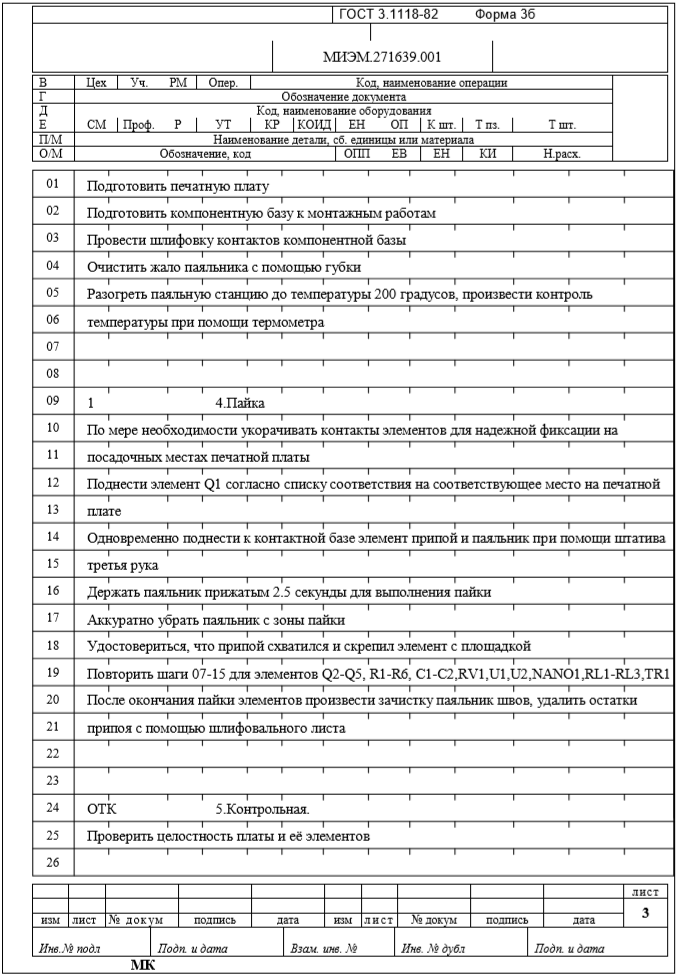 ГОСТ 3.1118-82 Форма 3б
МИЭМ.271639.001
В Цех Уч. РМ Опер. Код, наименование операции
Г Обозначение документа
Д Код, наименование оборудования
Е СМ Проф. Р УТ КР КОИД ЕН ОП К шт. Т пз. Т шт.
П/М Наименование детали, сб. единицы или материала
О/М Обозначение, код ОПП ЕВ ЕН КИ Н.расх.
01 Подготовить печатную плату
02 Подготовить компонентную базу к монтажным работам
03 Провести шлифовку контактов компонентной базы
04 Очистить жало паяльника с помощью губки
05 Разогреть паяльную станцию до температуры 200 градусов, произвести контроль
06 температуры при помощи термометра
07
08
09 1 4.Пайка
10 По мере необходимости укорачивать контакты элементов для надежной фиксации на
11 посадочных местах печатной платы
12 Поднести элемент Q1 согласно списку соответствия на соответствующее место на печатной
13 плате
14 Одновременно поднести к контактной базе элемент припой и паяльник при помощи штатива
15 третья рука
16 Держать паяльник прижатым 2.5 секунды для выполнения пайки
17 Аккуратно убрать паяльник с зоны пайки
18 Удостовериться, что припой схватился и скрепил элемент с площадкой
19 Повторить шаги 07-15 для элементов Q2-Q5, R1-R6, C1-C2,RV1,U1,U2,NANO1,RL1-RL3,TR1
20 После окончания пайки элементов произвести зачистку паяльник швов, удалить остатки
21 припоя с помощью шлифовального листа
22
23
24 ОТК 5.Контрольная.
25 Проверить целостность платы и её элементов
26
лист
3
изм лист № докум подпись дата изм лист № докум подпись дата
Инв.№ подл Подп. и дата Взам. инв. № Инв. № дубл Подп. и дата
МК